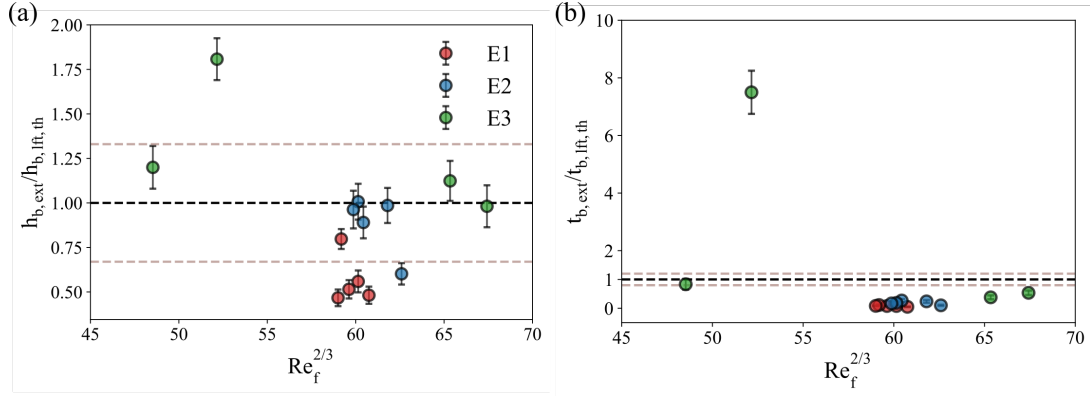 (a)
2.00
1.75
1.50
1.25
1.00
0.75
0.50
h_b,ext/h_b,lft,th
E1
E2
E3
45 50 55 60 65 70
Re_f^2/3
(b)
10
8
6
4
2
1
0
t_b,ext/t_b,lft,th
45 50 55 60 65 70
Re_f^2/3